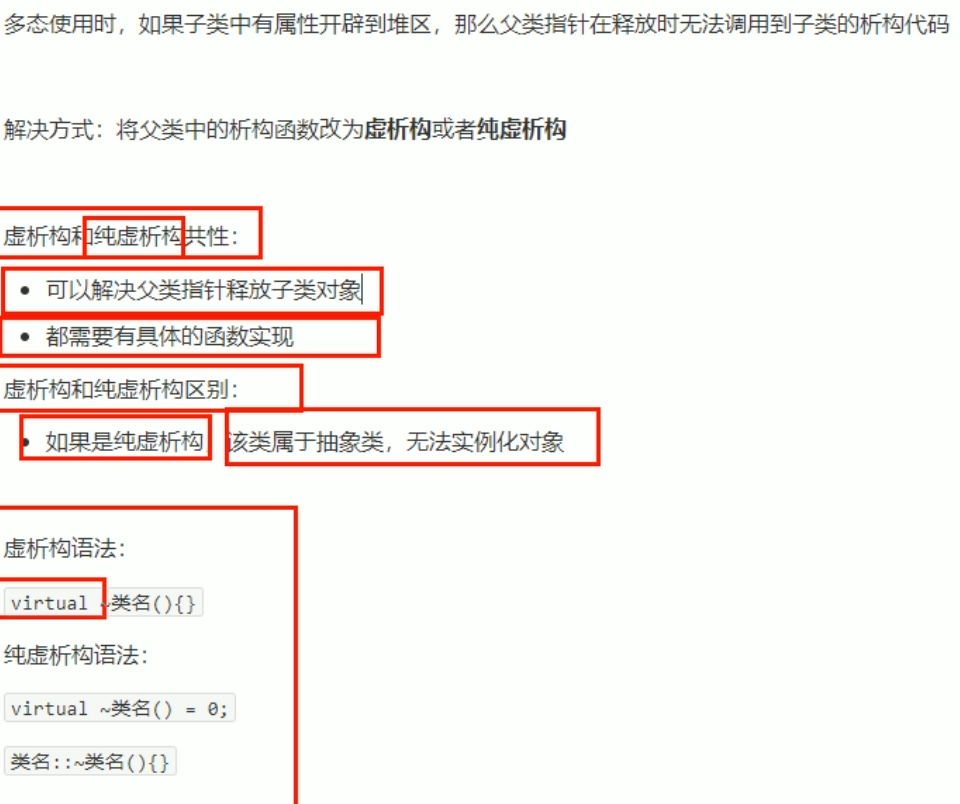 多态使用时，如果子类中有属性开辟到堆区，那么父类指针在释放时无法调用到子类的析构代码
解决方式：将父类中的析构函数改为虚析构或者纯虚析构
虚析构和纯虚析构共性：
可以解决父类指针释放子类对象
都需要有具体的函数实现
虚析构和纯虚析构区别：
如果是纯虚析构 该类属于抽象类，无法实例化对象
虚析构语法：
virtual ~类名(){}
纯虚析构语法：
virtual ~类名() = 0;
类名::~类名(){}